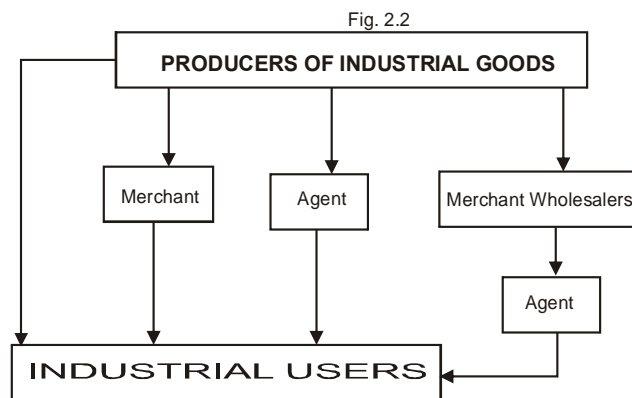 Fig. 2.2
PRODUCERS OF INDUSTRIAL GOODS
Merchant
Agent
Merchant Wholesalers
Agent
INDUSTRIAL USERS